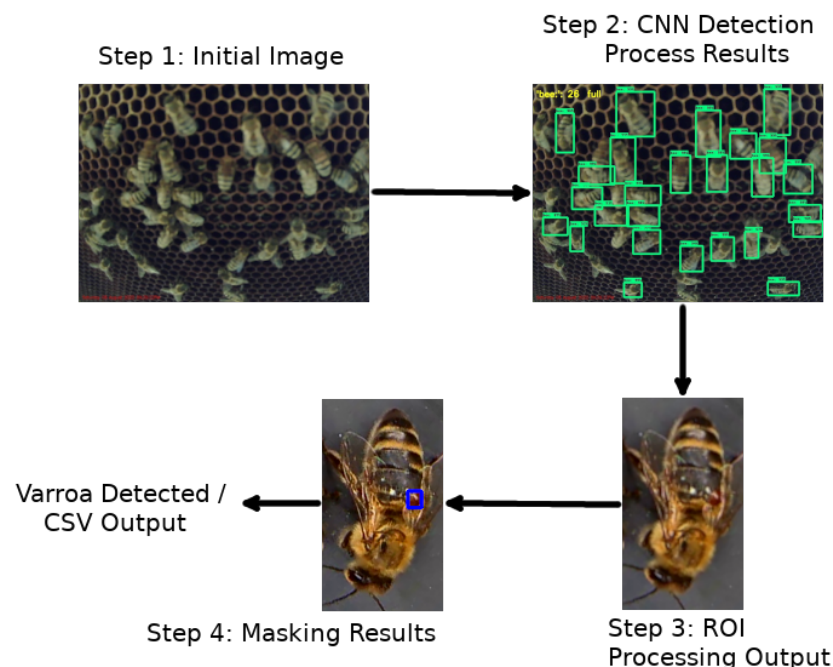 Step 1: Initial Image
Step 2: CNN Detection
Process Results
'bee:': 26 full
Varroa Detected /
CSV Output
Step 4: Masking Results
Step 3: ROI
Processing Output